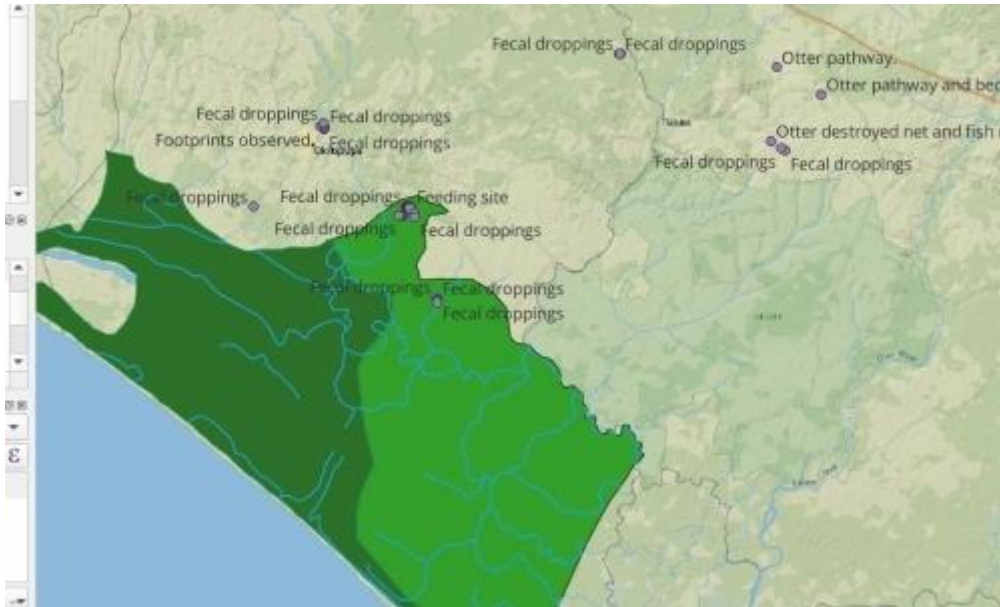 Fecal droppings Fecal droppings
Otter pathway.
Otter pathway and bed
Fecal droppings Fecal droppings
Otter destroyed net and fish
Footprints observed. Fecal droppings
Okitipupa
Fecal droppings Fecal droppings
Fecal droppings Fecal droppings Feeding site
Fecal droppings Fecal droppings
Fecal droppings Fecal droppings
Fecal droppings
ε